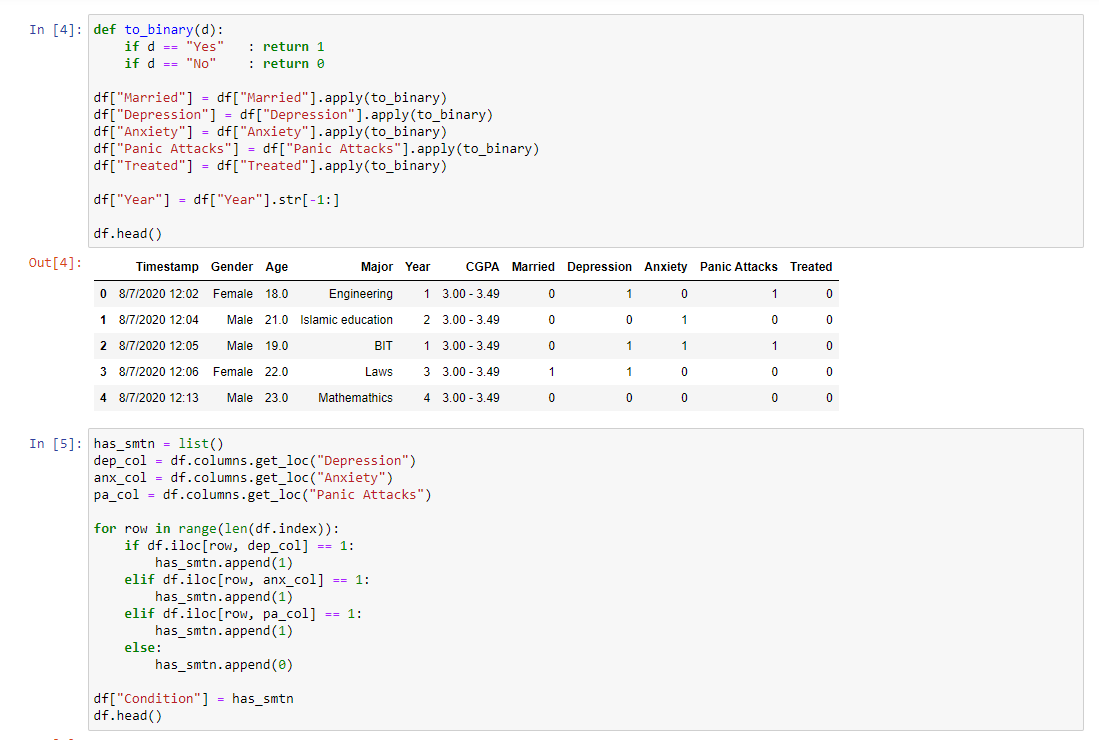 In [4]: def to_binary(d):
    if d == "Yes"   : return 1
    if d == "No"    : return 0
df["Married"] = df["Married"].apply(to_binary)
df["Depression"] = df["Depression"].apply(to_binary)
df["Anxiety"] = df["Anxiety"].apply(to_binary)
df["Panic Attacks"] = df["Panic Attacks"].apply(to_binary)
df["Treated"] = df["Treated"].apply(to_binary)
df["Year"] = df["Year"].str[-1:]
df.head()
Out[4]: Timestamp Gender Age Major Year CGPA Married Depression Anxiety Panic Attacks Treated
0 8/7/2020 12:02 Female 18.0 Engineering 1 3.00 - 3.49 0 1 0 1 0
1 8/7/2020 12:04 Male 21.0 Islamic education 2 3.00 - 3.49 0 0 1 0 0
2 8/7/2020 12:05 Male 19.0 BIT 1 3.00 - 3.49 0 1 1 1 0
3 8/7/2020 12:06 Female 22.0 Laws 3 3.00 - 3.49 1 1 0 0 0
4 8/7/2020 12:13 Male 23.0 Mathemathics 4 3.00 - 3.49 0 0 0 0 0
In [5]: has_smtn = list()
dep_col = df.columns.get_loc("Depression")
anx_col = df.columns.get_loc("Anxiety")
pa_col = df.columns.get_loc("Panic Attacks")
for row in range(len(df.index)):
    if df.iloc[row, dep_col] == 1:
        has_smtn.append(1)
    elif df.iloc[row, anx_col] == 1:
        has_smtn.append(1)
    elif df.iloc[row, pa_col] == 1:
        has_smtn.append(1)
    else:
        has_smtn.append(0)
df["Condition"] = has_smtn
df.head()